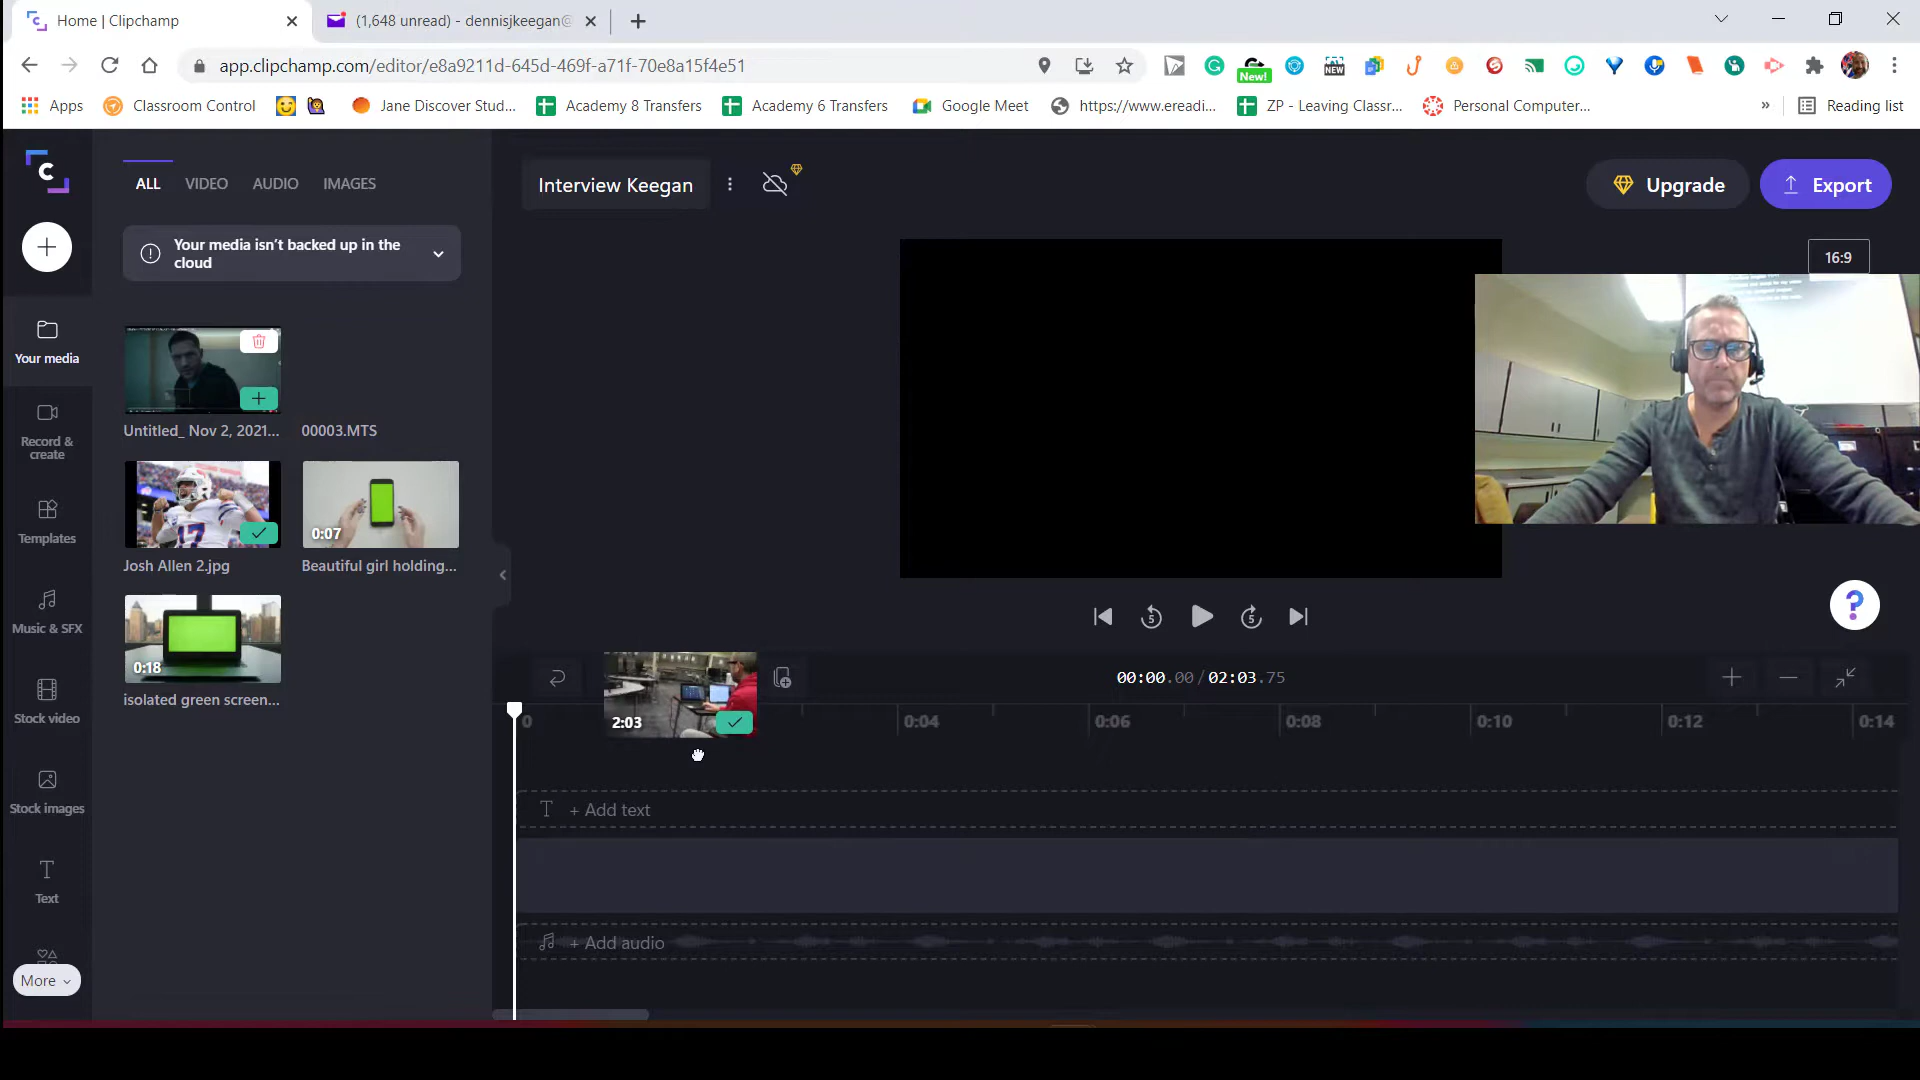 Home | Clipchamp
(1,648 unread) - dennisjkeegan@
app.clipchamp.com/editor/e8a9211d-645d-469f-a71f-70e8a15f4e51
New!
NEW
Apps
Classroom Control
Jane Discover Stud...
Academy 8 Transfers
Academy 6 Transfers
Google Meet
https://www.ereadi...
ZP - Leaving Classr...
Personal Computer...
»
Reading list
C
ALL
VIDEO
AUDIO
IMAGES
Interview Keegan
Upgrade
Export
Your media isn't backed up in the
cloud
16:9
Your media
Untitled_ Nov 2, 2021...
00003.MTS
Record &
create
17
0:07
Josh Allen 2.jpg
Beautiful girl holding...
Templates
Music & SFX
0:18
isolated green screen...
5
5
?
Stock video
2:03
00:00.00 / 02:03.75
0
0:04
0:06
0:08
0:10
0:12
0:14
Stock images
T + Add text
T
Text
+ Add audio
More